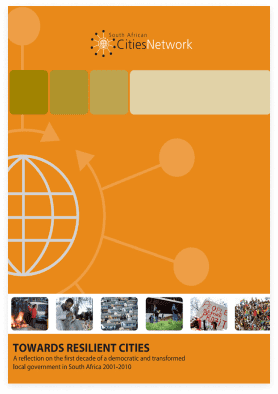 South African
CitiesNetwork
TOWARDS RESILIENT CITIES
A reflection on the first decade of a democratic and transformed
local government in South Africa 2001–2010